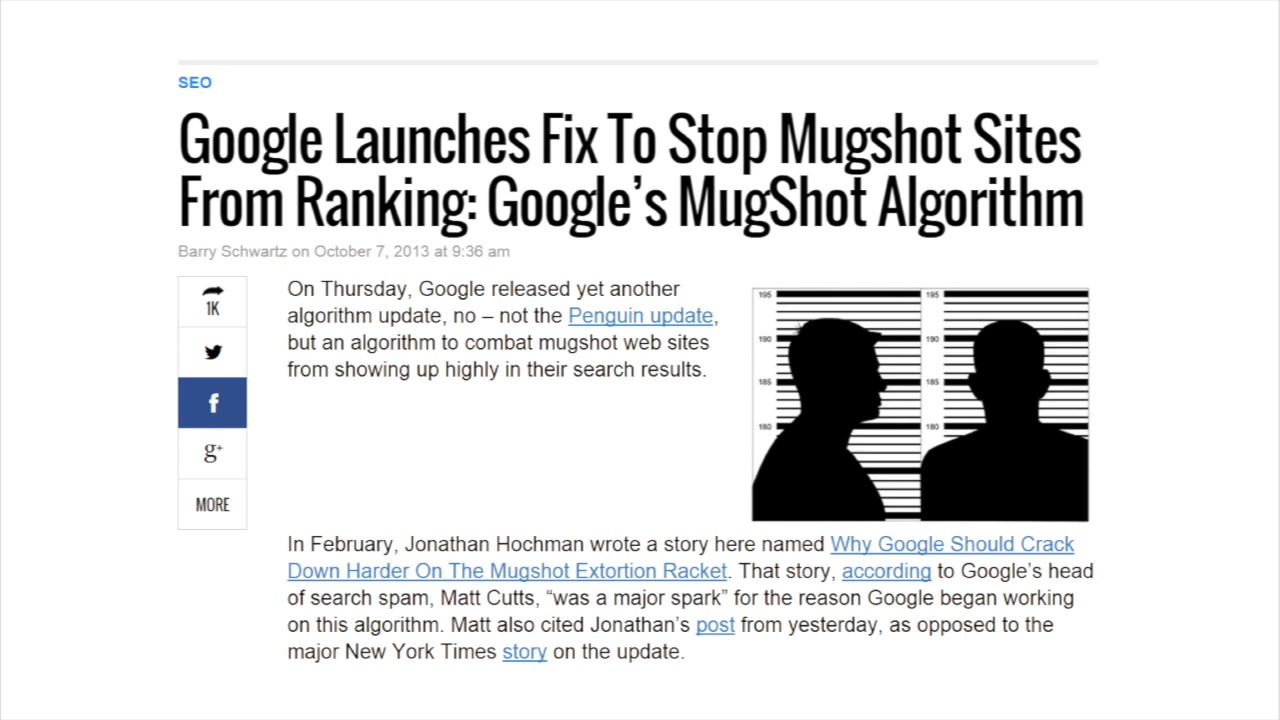 SEO
Google Launches Fix To Stop Mugshot Sites
From Ranking: Google's MugShot Algorithm
Barry Schwartz on October 7, 2013 at 9:36 am
1K
f
g+
MORE
On Thursday, Google released yet another
algorithm update, no – not the Penguin update,
but an algorithm to combat mugshot web sites
from showing up highly in their search results.
195 195
190 190
185 185
180 180
In February, Jonathan Hochman wrote a story here named Why Google Should Crack
Down Harder On The Mugshot Extortion Racket. That story, according to Google's head
of search spam, Matt Cutts, “was a major spark” for the reason Google began working
on this algorithm. Matt also cited Jonathan's post from yesterday, as opposed to the
major New York Times story on the update.